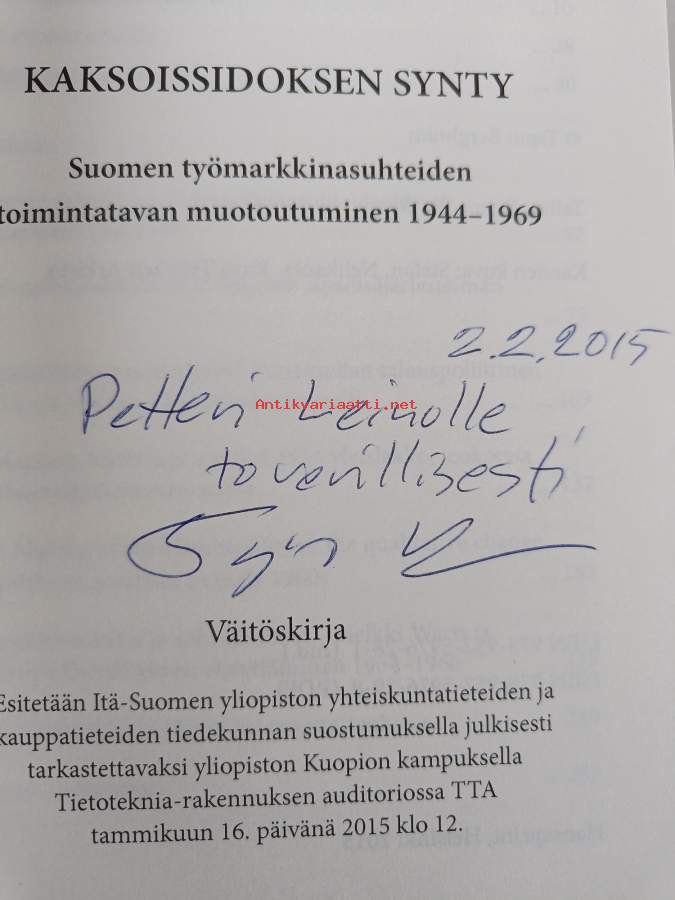 KAKSOISSIDOKSEN SYNTY
Suomen työmarkkinasuhteiden
toimintatavan muotoutuminen 1944–1969
2.2.2015
Petteri Leinolle
toverillisesti
Antikvariaatti.net
Väitöskirja
Esitetään Itä-Suomen yliopiston yhteiskuntatieteiden ja
kauppatieteiden tiedekunnan suostumuksella julkisesti
tarkastettavaksi yliopiston Kuopion kampuksella
Tietoteknia-rakennuksen auditoriossa TTA
tammikuun 16. päivänä 2015 klo 12.